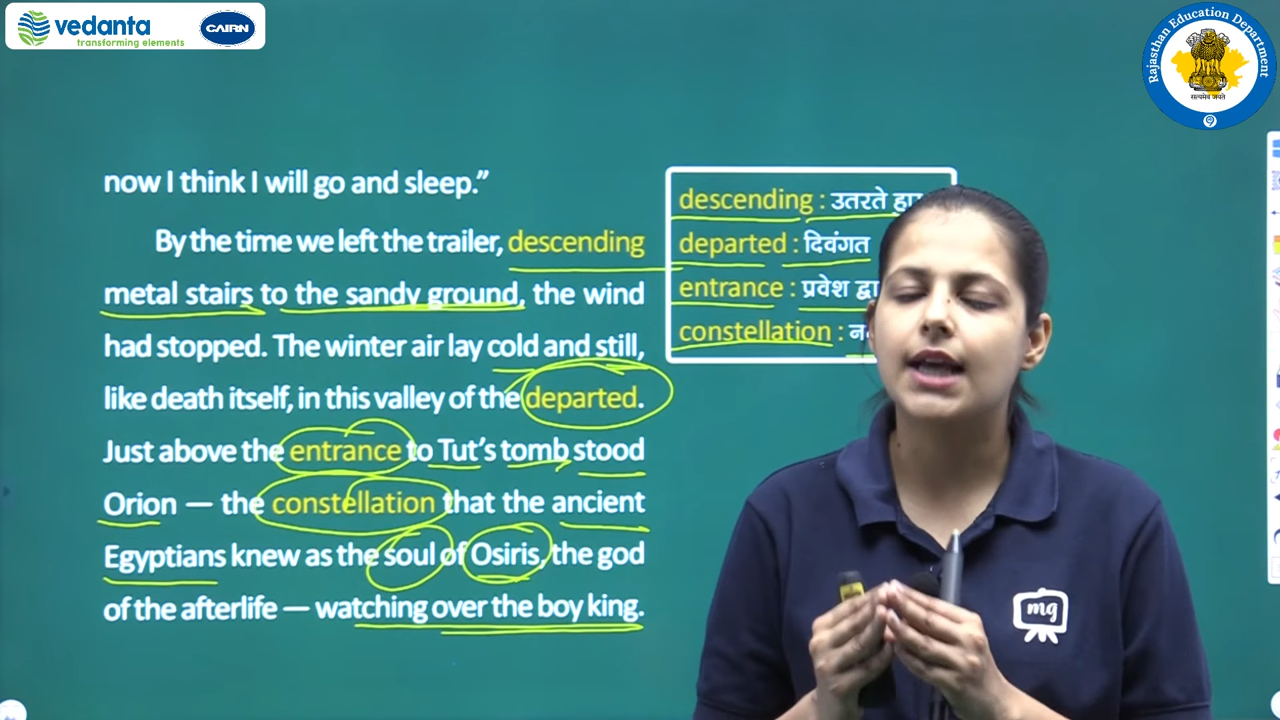 vedanta
transforming elements
CAIRN
Rajasthan Education Department
सत्यमेव जयते
now I think I will go and sleep.”
By the time we left the trailer, descending
metal stairs to the sandy ground, the wind
had stopped. The winter air lay cold and still,
like death itself, in this valley of the departed.
Just above the entrance to Tut’s tomb stood
Orion — the constellation that the ancient
Egyptians knew as the soul of Osiris, the god
of the afterlife — watching over the boy king.
descending : उतरते
departed : दिवंगत
entrance : प्रवेश
constellation :
mg